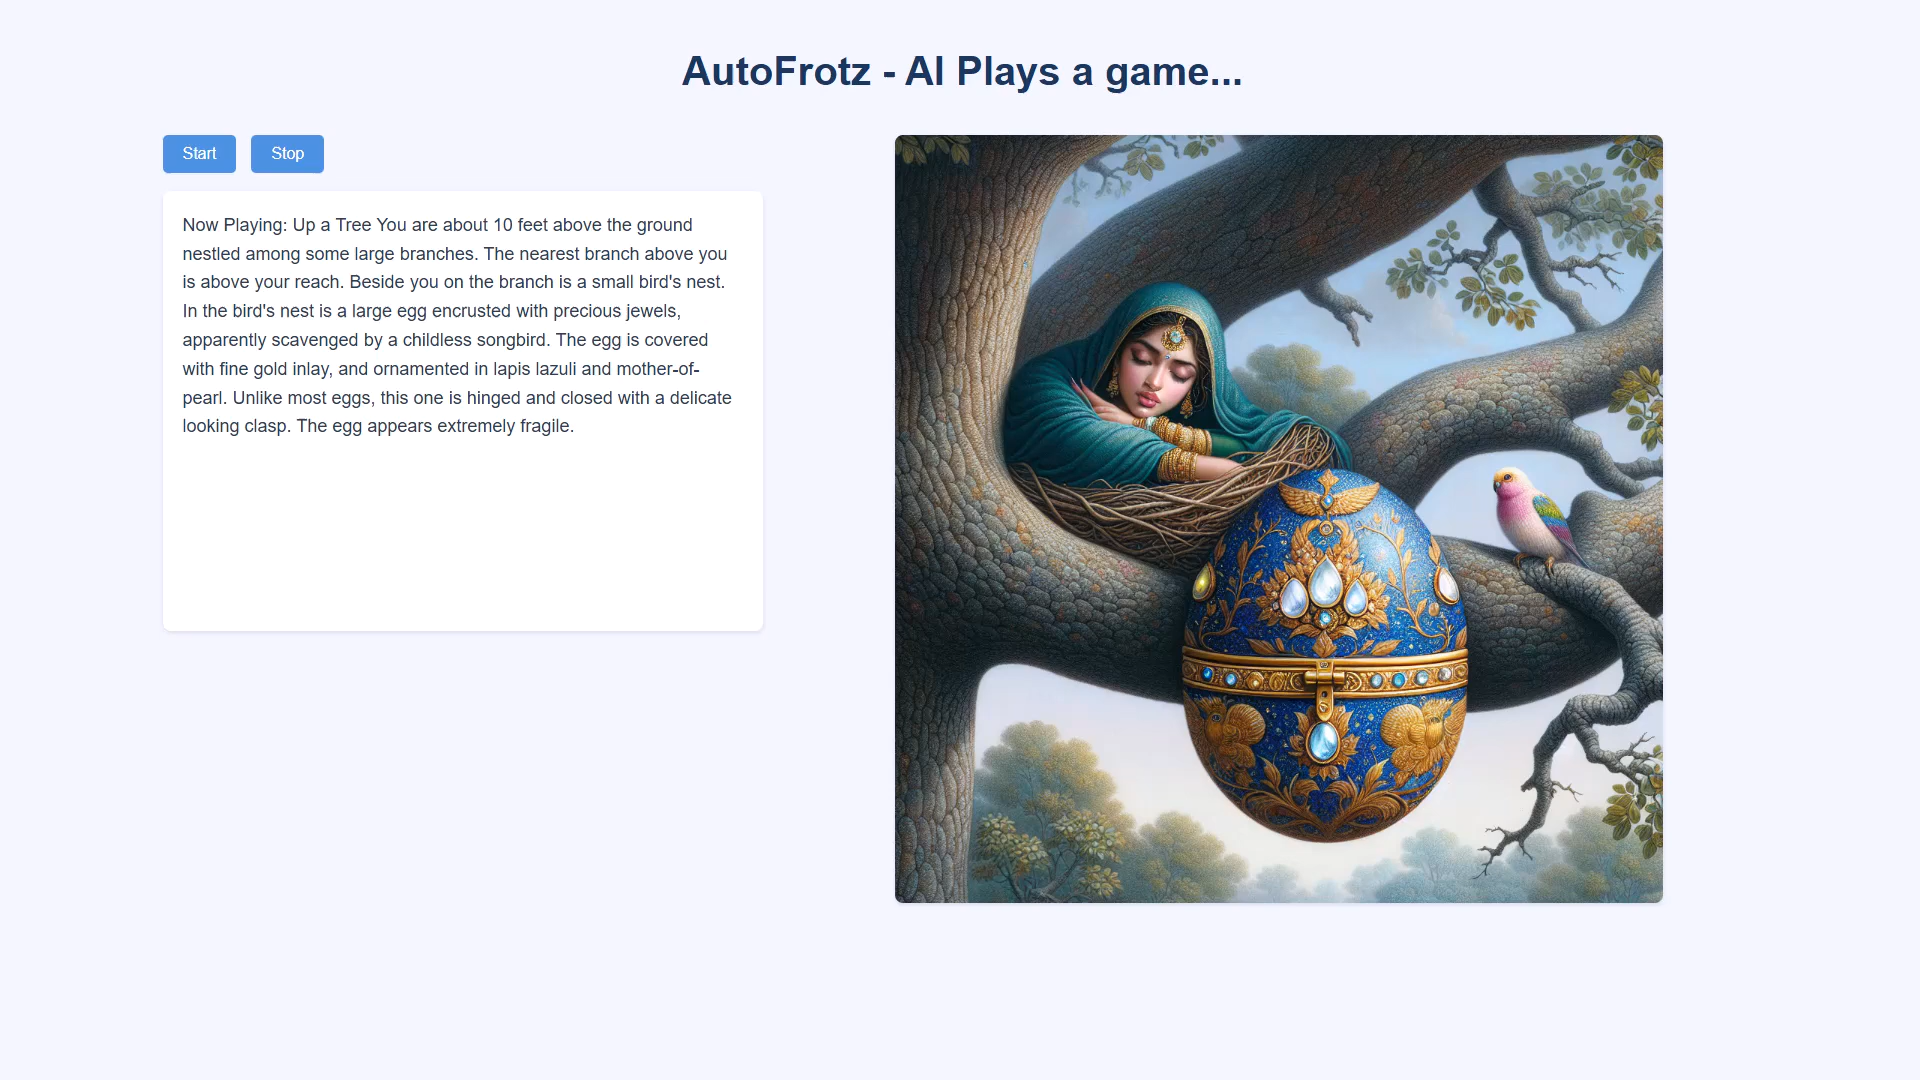 AutoFrotz - AI Plays a game...
Start
Stop
Now Playing: Up a Tree You are about 10 feet above the ground
nestled among some large branches. The nearest branch above you
is above your reach. Beside you on the branch is a small bird's nest.
In the bird's nest is a large egg encrusted with precious jewels,
apparently scavenged by a childless songbird. The egg is covered
with fine gold inlay, and ornamented in lapis lazuli and mother-of-
pearl. Unlike most eggs, this one is hinged and closed with a delicate
looking clasp. The egg appears extremely fragile.